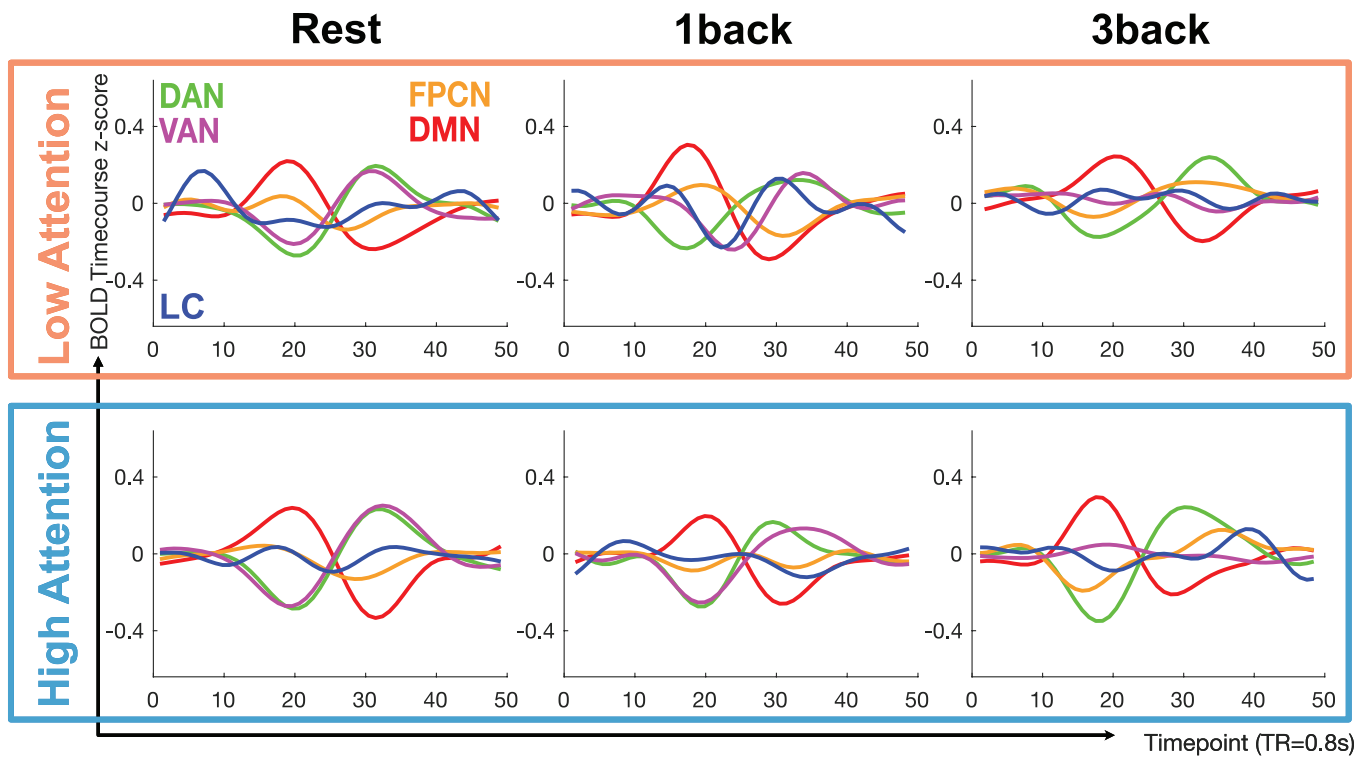 Rest 1back 3back
Low Attention
BOLD Timecourse z-score
DAN FPCN
VAN DMN
LC
0.4
0
-0.4
0 10 20 30 40 50
0.4
0
-0.4
0 10 20 30 40 50
0.4
0
-0.4
0 10 20 30 40 50
High Attention
0.4
0
-0.4
0 10 20 30 40 50
0.4
0
-0.4
0 10 20 30 40 50
0.4
0
-0.4
0 10 20 30 40 50
Timepoint (TR=0.8s)